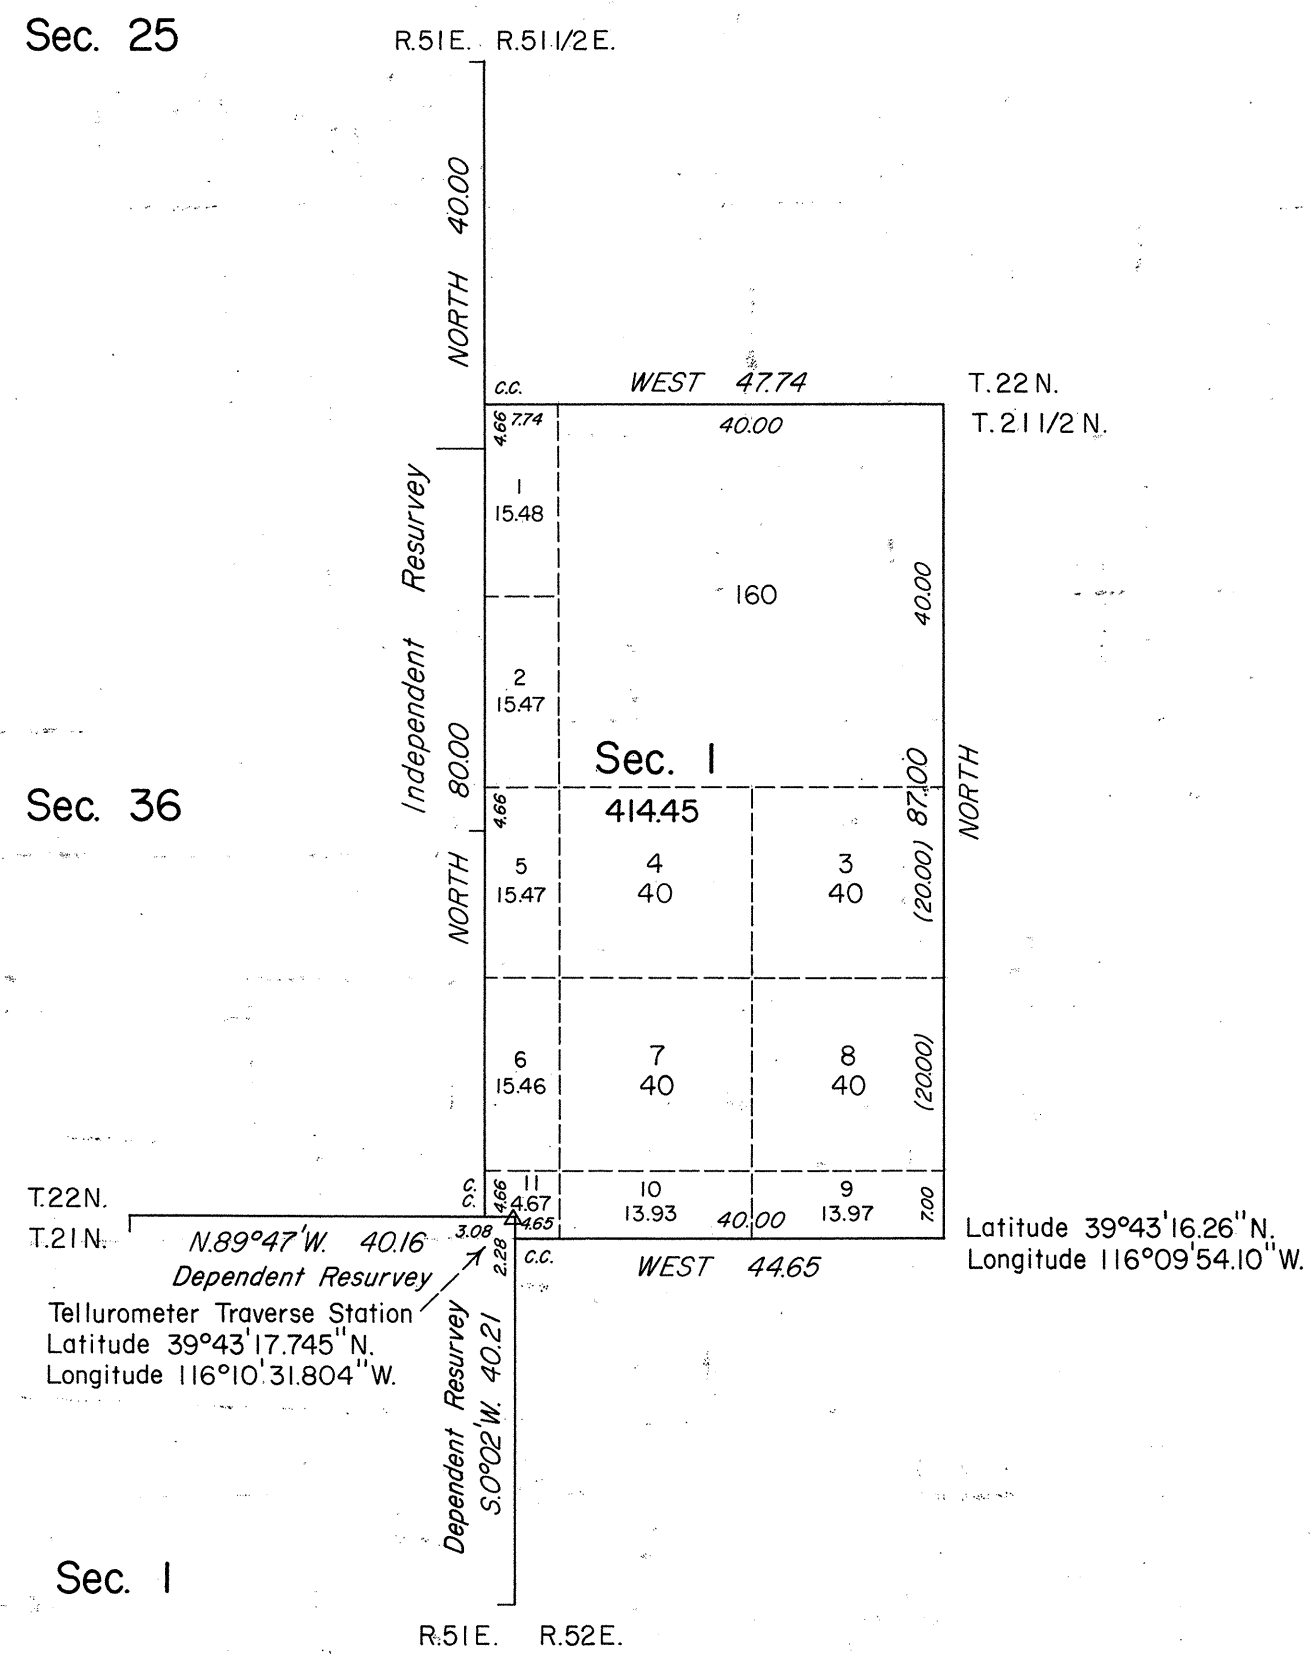 Sec. 25
R.51E. R.51 1/2 E.
NORTH 40.00
C.C.
WEST 47.74
T.22 N.
T.21 1/2 N.
4.66
7.74
40.00
1
15.48
Independent Resurvey
160
40.00
2
15.47
Sec. 1
414.45
Sec. 36
NORTH 80.00
4.66
87.00
NORTH
5
15.47
4
40
3
40
(20.00)
6
15.46
7
40
8
40
(20.00)
T.22N.
T.21N.
C.
C.
4.66
11
4.67
10
13.93
9
13.97
7.00
40.00
4.65
3.08
2.28
N.89°47'W. 40.16
Dependent Resurvey
C.C.
WEST 44.65
Latitude 39°43'16.26"N.
Longitude 116°09'54.10"W.
Tellurometer Traverse Station
Latitude 39°43'17.745"N.
Longitude 116°10'31.804"W.
Dependent Resurvey
S.0°02'W. 40.21
Sec. 1
R.51E. R.52E.